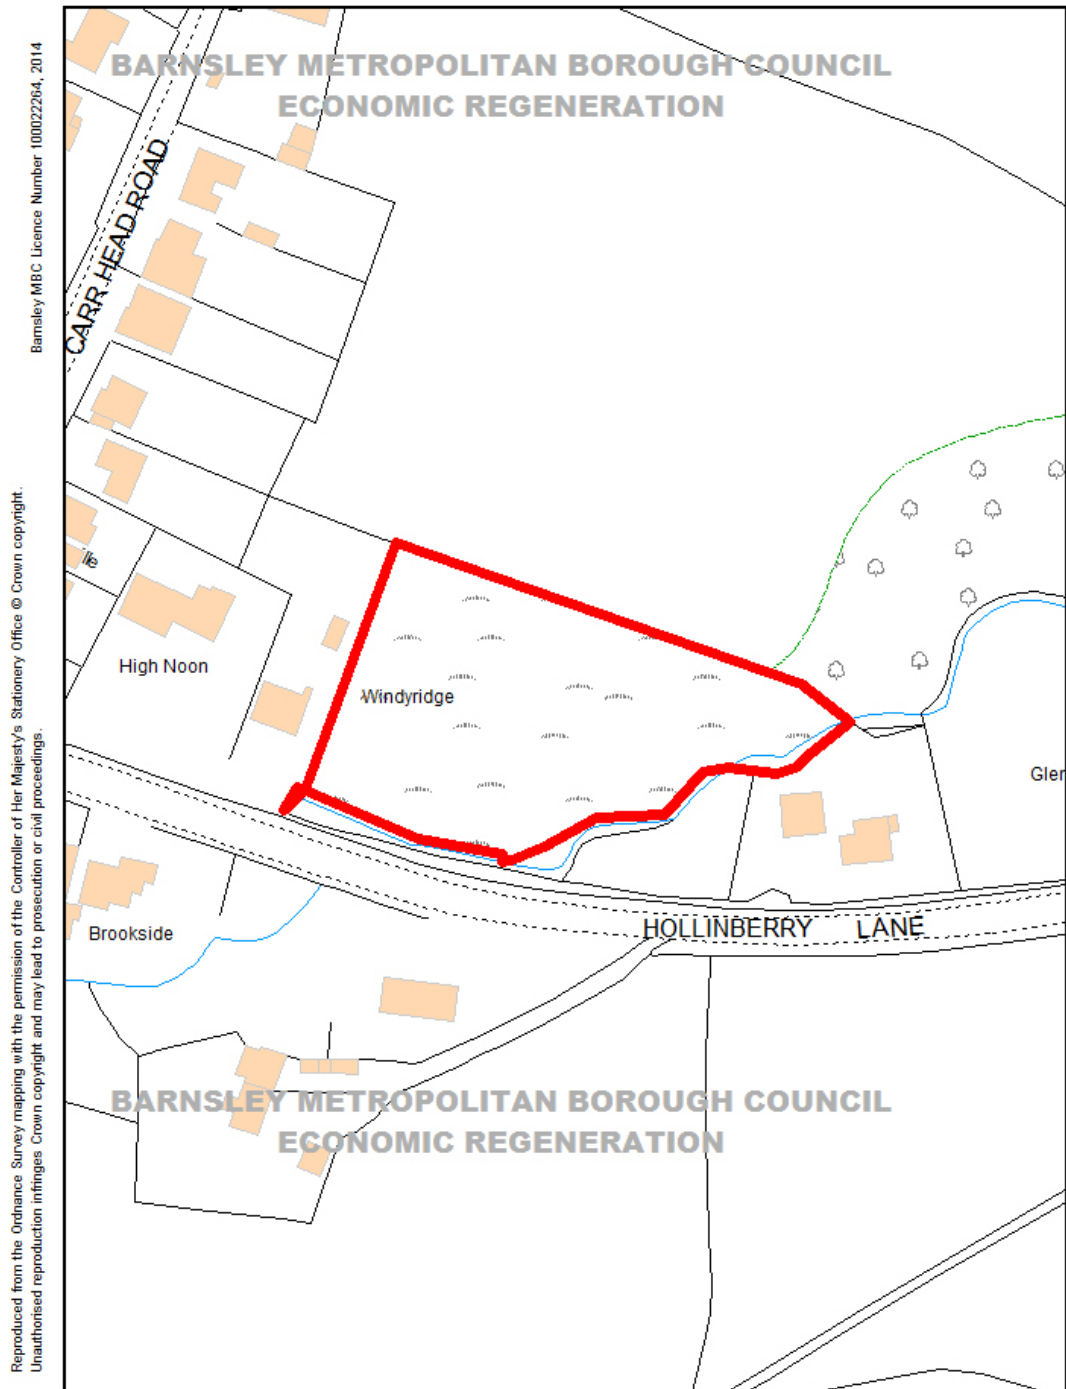 BARNSLEY METROPOLITAN BOROUGH COUNCIL
ECONOMIC REGENERATION
Barnsley MBC Licence Number 100022264, 2014
CARR HEAD ROAD
ille
High Noon
Windyridge
Gler
Brookside
HOLLINBERRY LANE
BARNSLEY METROPOLITAN BOROUGH COUNCIL
ECONOMIC REGENERATION
Reproduced from the Ordnance Survey mapping with the permission of the Controller of Her Majesty's Stationery Office © Crown copyright.
Unauthorised reproduction infringes Crown copyright and may lead to prosecution or civil proceedings.